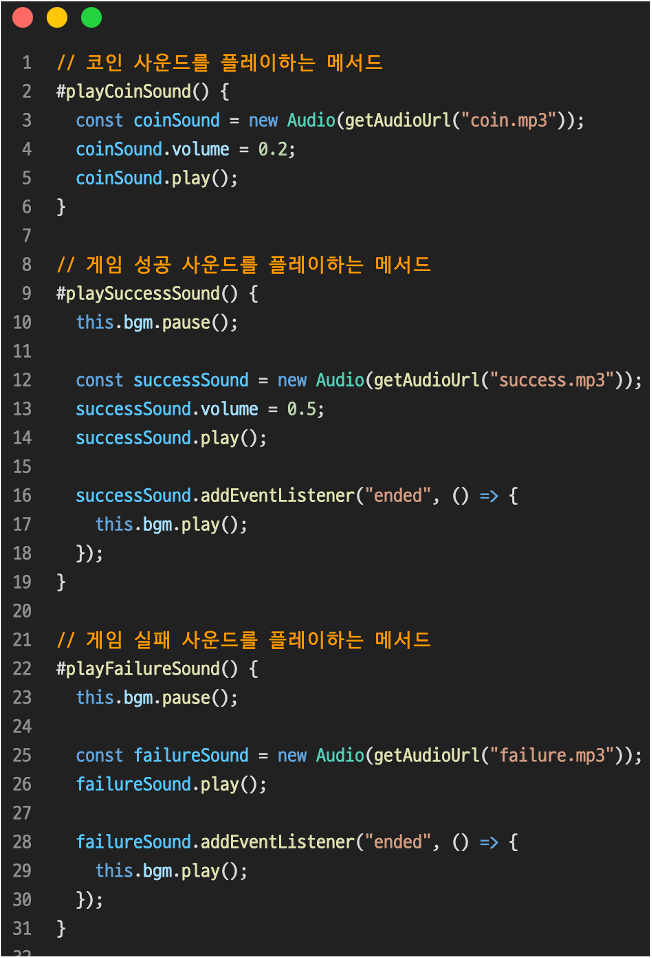 1 // 코인 사운드를 플레이하는 메서드
2 #playCoinSound() {
3   const coinSound = new Audio(getAudioUrl("coin.mp3"));
4   coinSound.volume = 0.2;
5   coinSound.play();
6 }
7
8 // 게임 성공 사운드를 플레이하는 메서드
9 #playSuccessSound() {
10   this.bgm.pause();
11
12   const successSound = new Audio(getAudioUrl("success.mp3"));
13   successSound.volume = 0.5;
14   successSound.play();
15
16   successSound.addEventListener("ended", () => {
17     this.bgm.play();
18   });
19 }
20
21 // 게임 실패 사운드를 플레이하는 메서드
22 #playFailureSound() {
23   this.bgm.pause();
24
25   const failureSound = new Audio(getAudioUrl("failure.mp3"));
26   failureSound.play();
27
28   failureSound.addEventListener("ended", () => {
29     this.bgm.play();
30   });
31 }